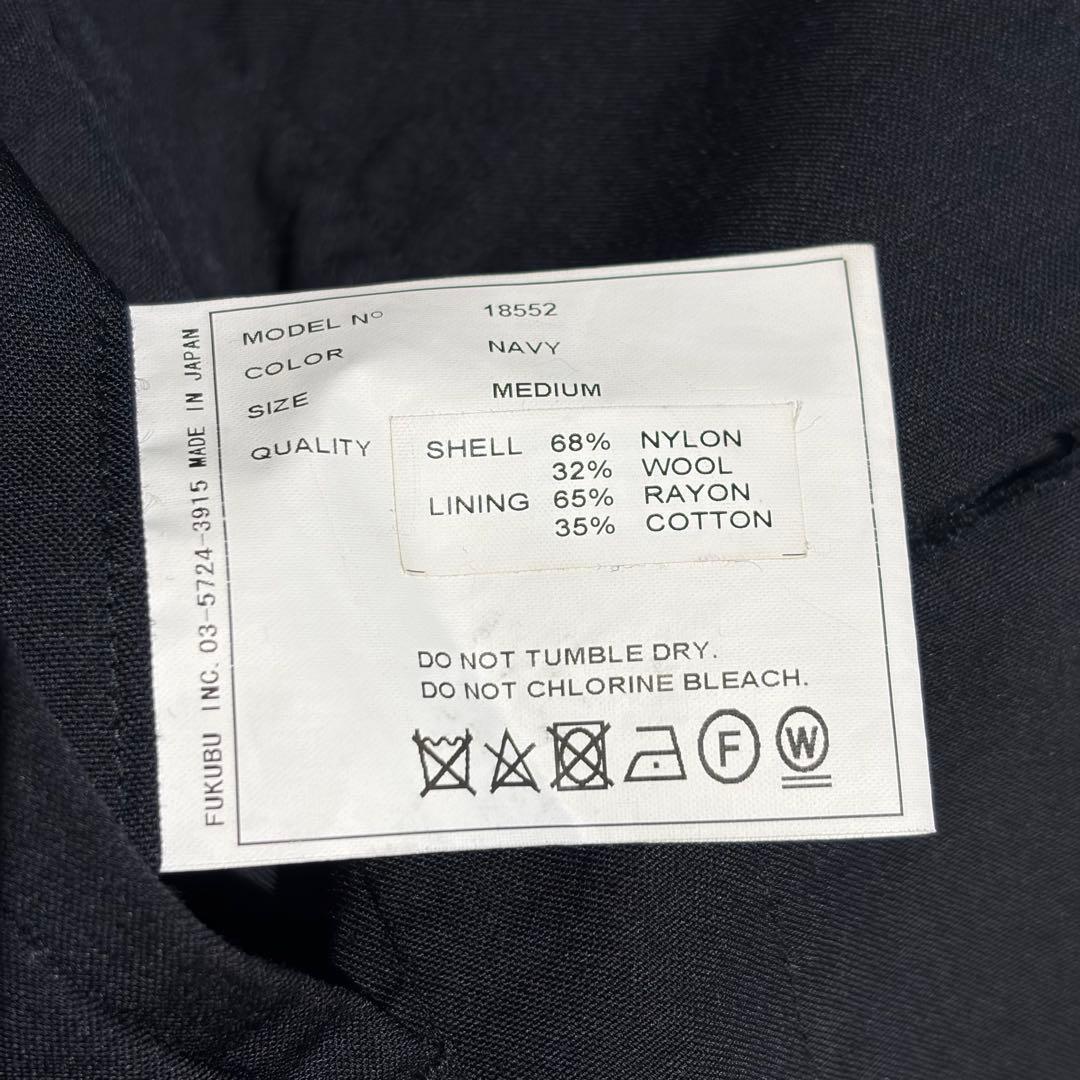 MODEL Nº 18552
COLOR NAVY
SIZE MEDIUM
QUALITY SHELL 68% NYLON
32% WOOL
LINING 65% RAYON
35% COTTON
DO NOT TUMBLE DRY.
DO NOT CHLORINE BLEACH.
F W
FUKUBU INC. 03-5724-3915 MADE IN JAPAN